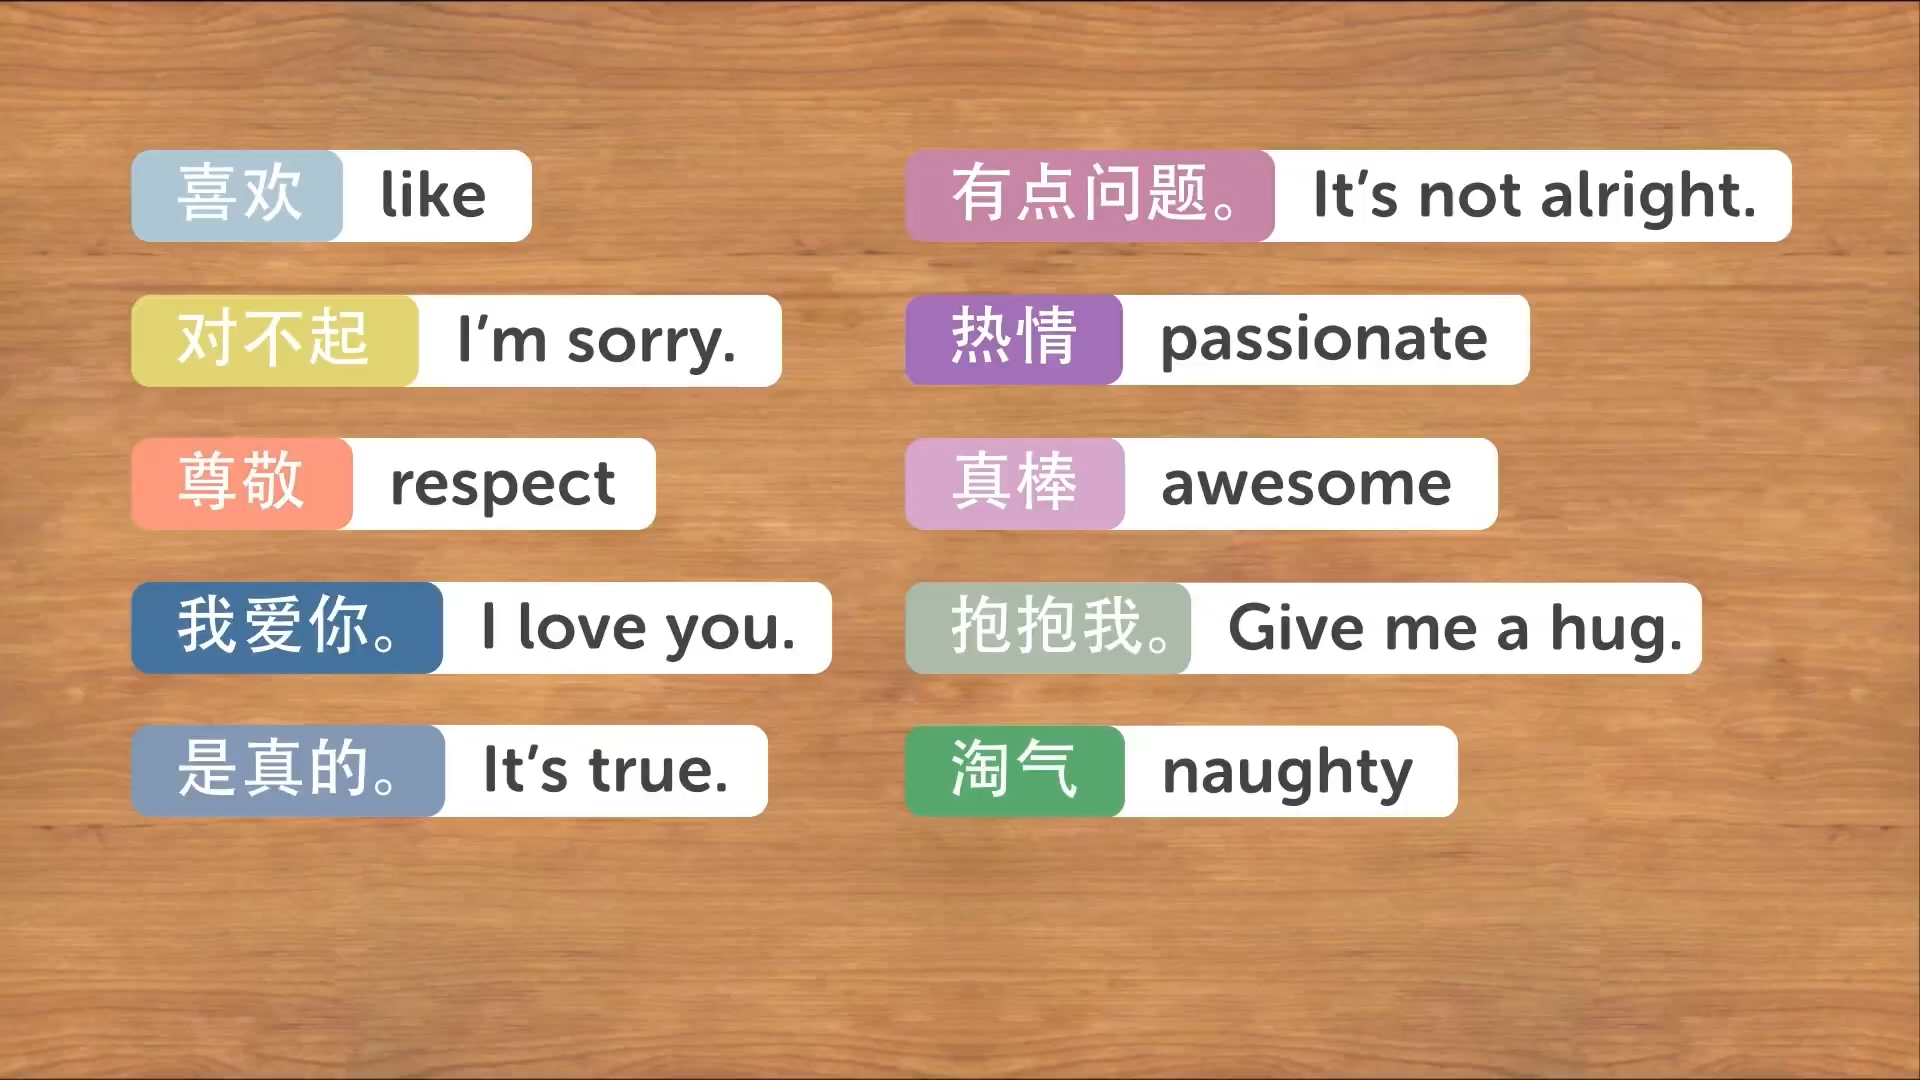 喜欢 like
对不起 I'm sorry.
尊敬 respect
我爱你。 I love you.
是真的。 It's true.
有点问题。 It's not alright.
热情 passionate
真棒 awesome
抱抱我。 Give me a hug.
淘气 naughty